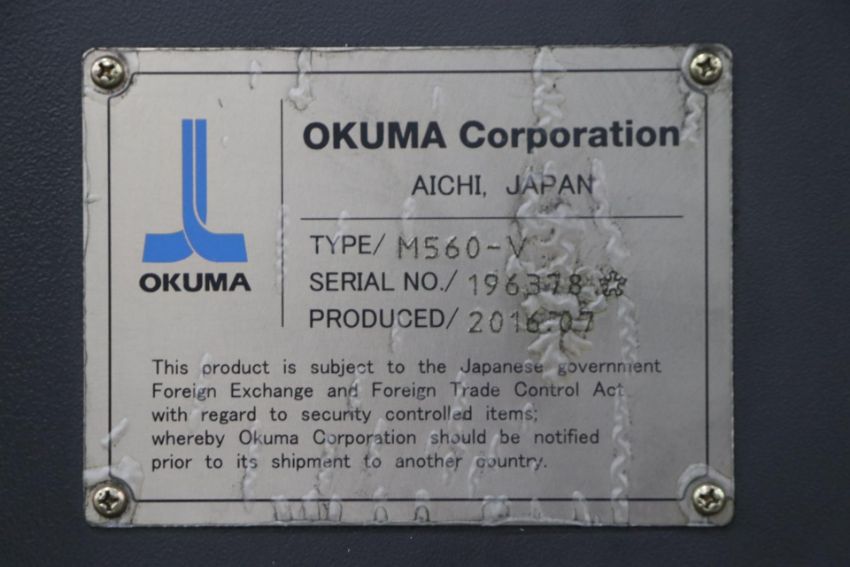 OKUMA
OKUMA Corporation
AICHI, JAPAN
TYPE/ M560-V
SERIAL NO./ 196378
PRODUCED/ 2016.07
This product is subject to the Japanese government
Foreign Exchange and Foreign Trade Control Act
with regard to security controlled items;
whereby Okuma Corporation should be notified
prior to its shipment to another country.